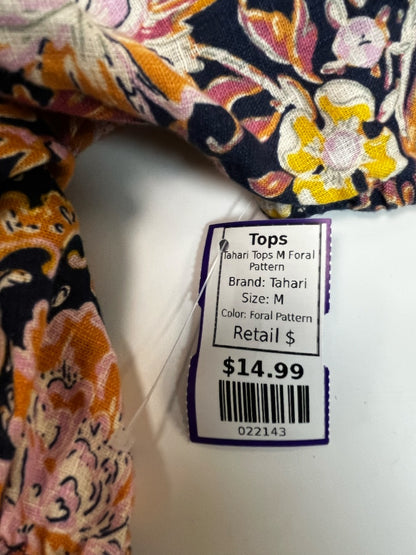 Tops
Tahari Tops M Foral
Pattern
Brand: Tahari
Size: M
Color: Foral Pattern
Retail $
$14.99
022143